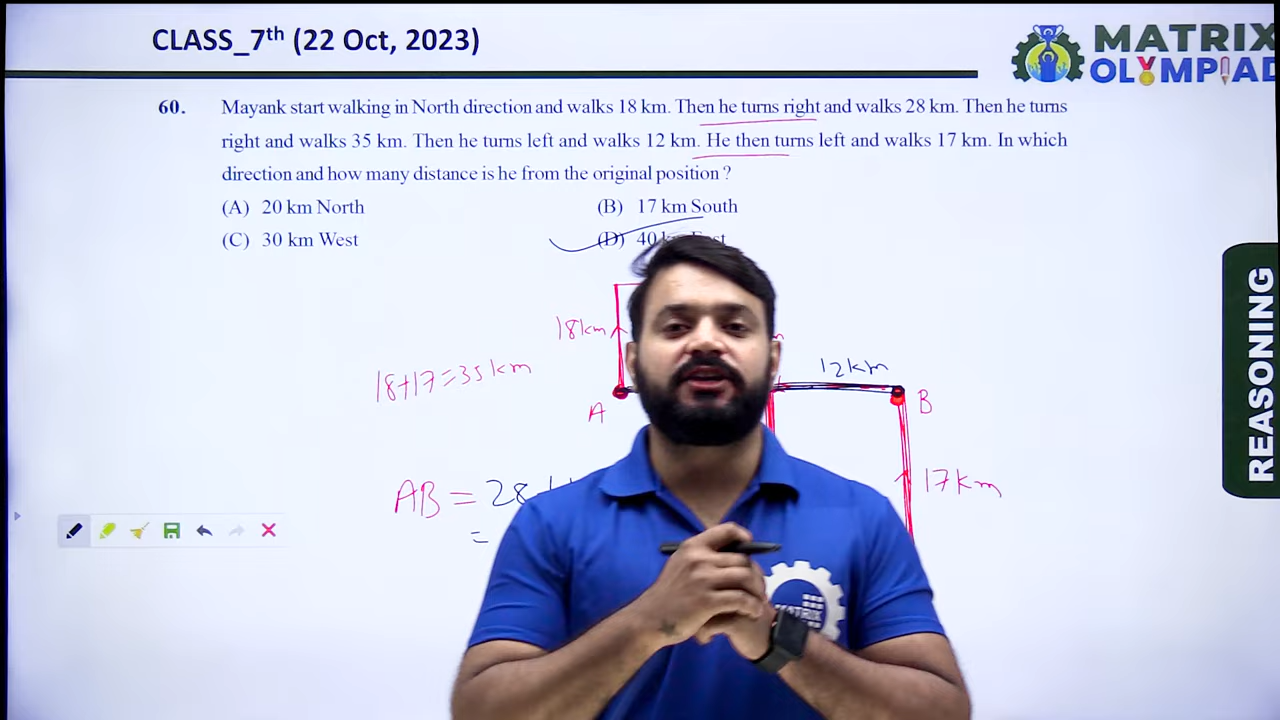 CLASS_7th (22 Oct, 2023)
MATRIX
OLYMPIAD
60. Mayank start walking in North direction and walks 18 km. Then he turns right and walks 28 km. Then he turns
right and walks 35 km. Then he turns left and walks 12 km. He then turns left and walks 17 km. In which
direction and how many distance is he from the original position ?
(A) 20 km North (B) 17 km South
(C) 30 km West (D) 40
18km
12km
18+17=35km
A
B
AB = 28
17km
=
REASONING
MATRIX